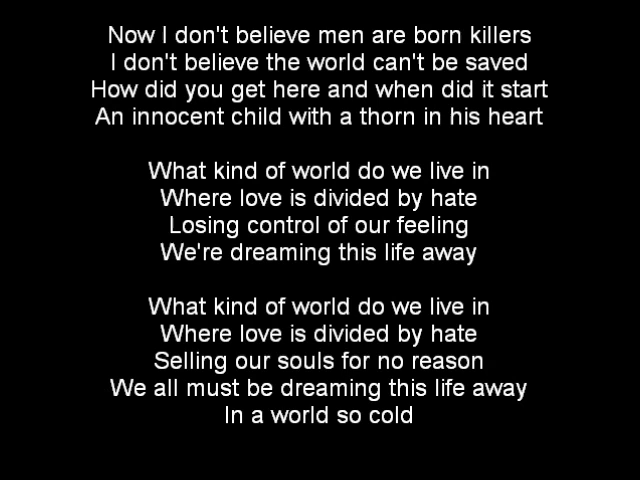 Now I don't believe men are born killers
I don't believe the world can't be saved
How did you get here and when did it start
An innocent child with a thorn in his heart
What kind of world do we live in
Where love is divided by hate
Losing control of our feeling
We're dreaming this life away
What kind of world do we live in
Where love is divided by hate
Selling our souls for no reason
We all must be dreaming this life away
In a world so cold